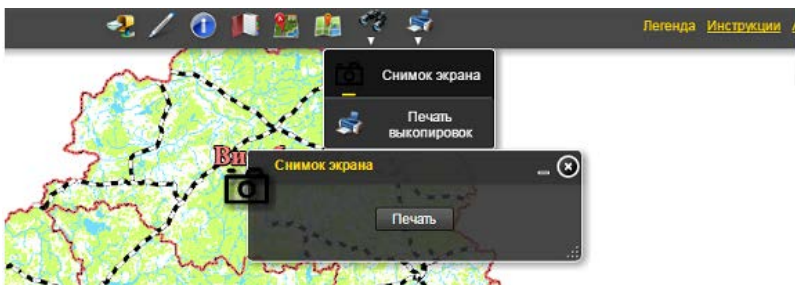 Легенда Инструкции
Снимок экрана
Печать
выкопировок
Снимок экрана
Печать